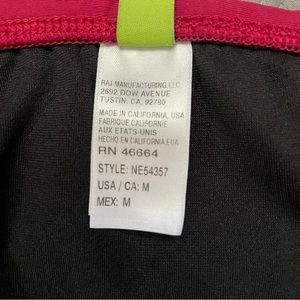 RAJ MANUFACTURING, LLC
2692 DOW AVENUE
TUSTIN, CA. 92780
MADE IN CALIFORNIA, USA
FABRIQUE CALIFORNIE
AUX ETATS-UNIS
HECHO EN CALIFORNIA, EUA
RN 46664
STYLE: NE54357
USA / CA: M
MEX: M